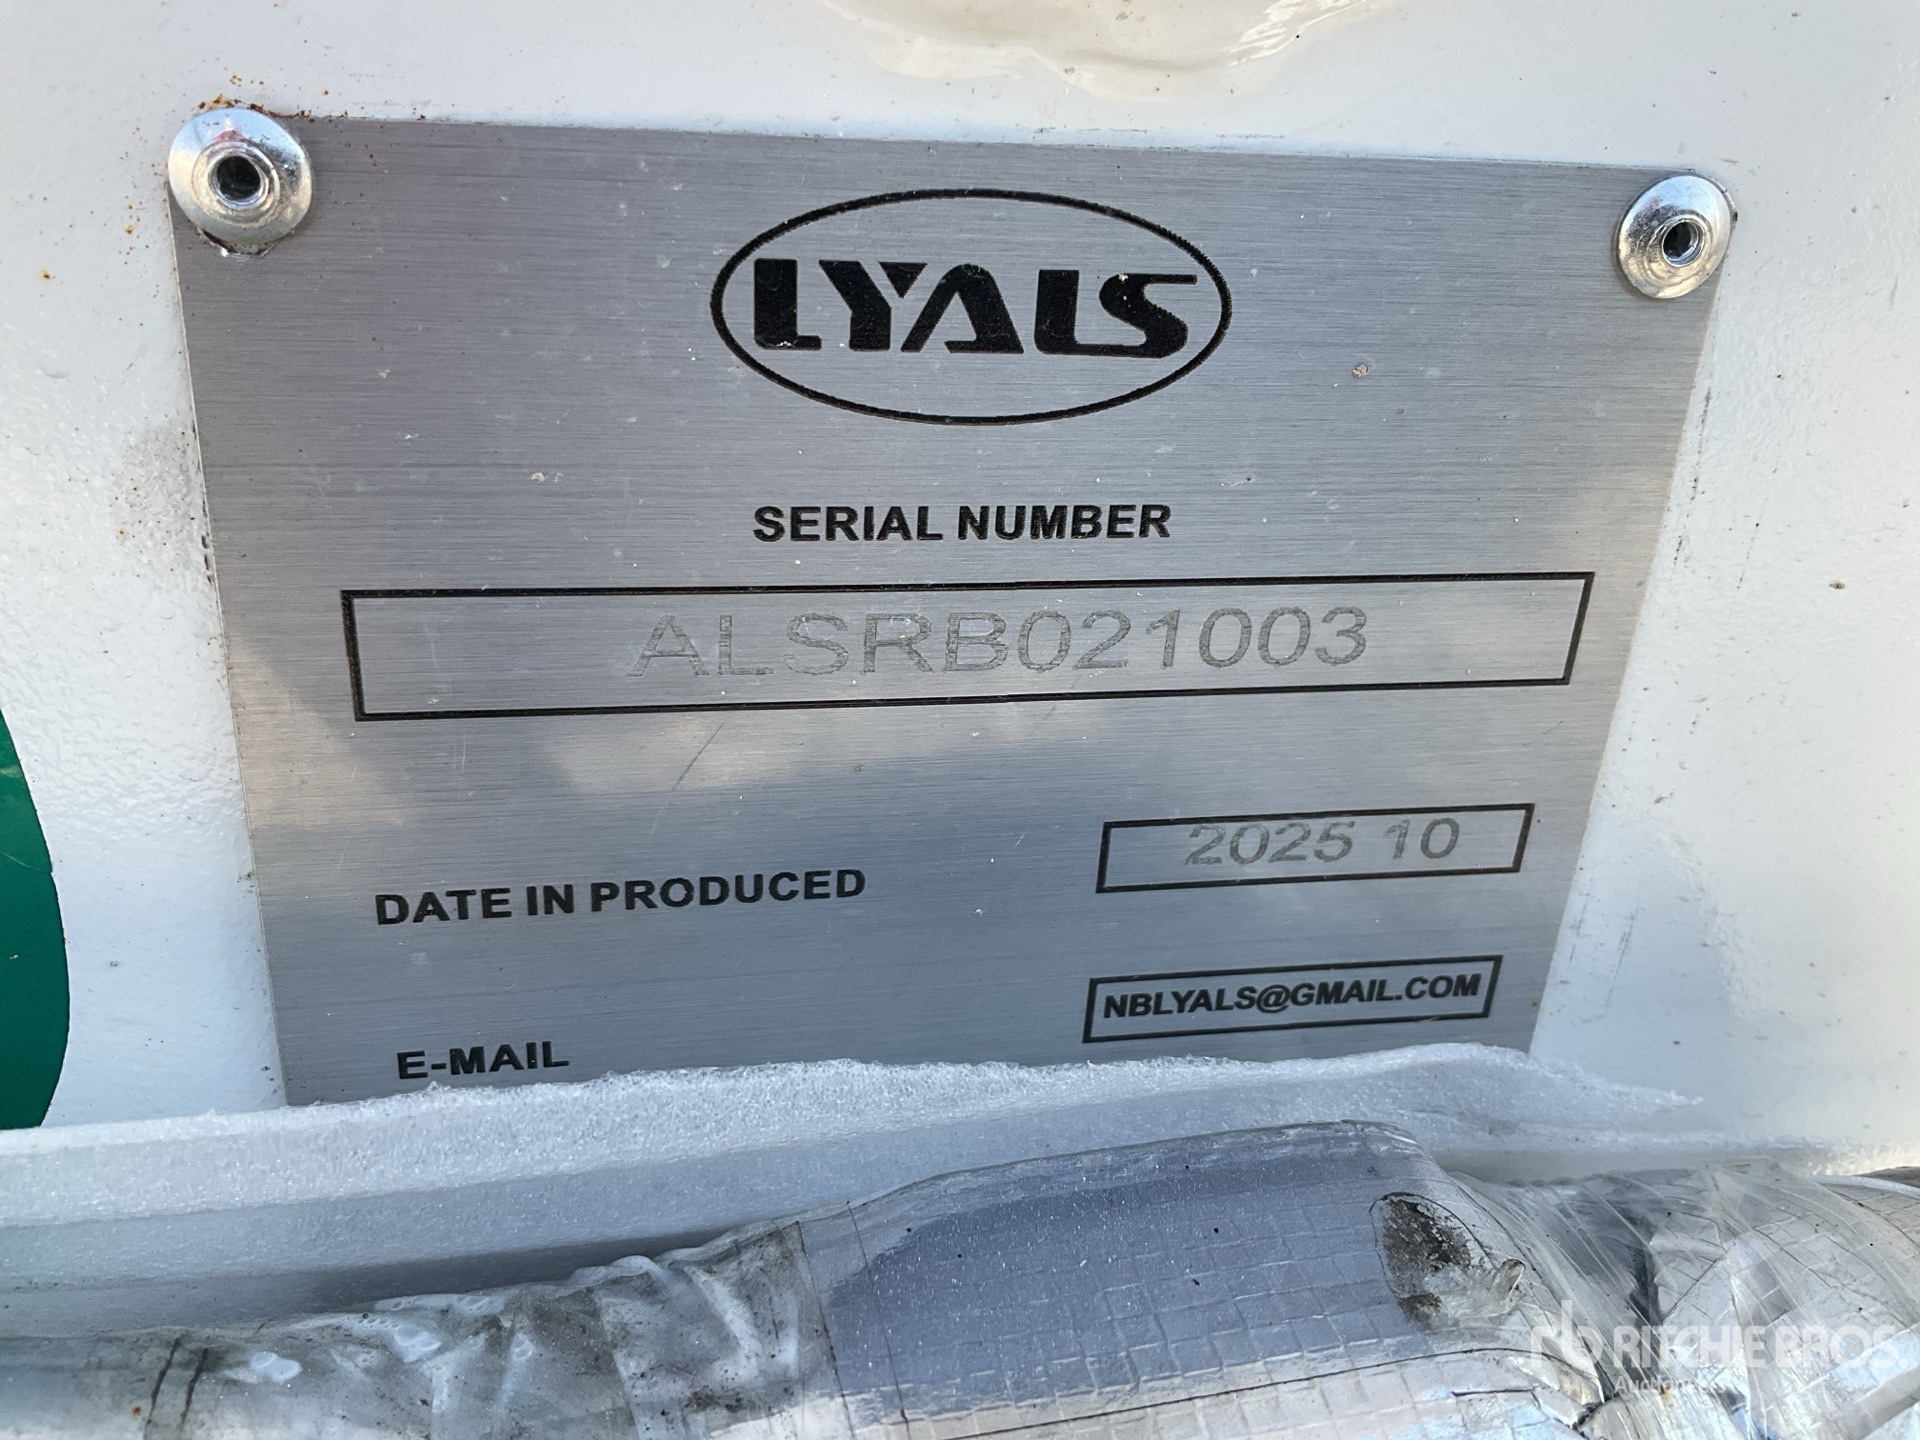 LYALS
SERIAL NUMBER
ALSRB021003
DATE IN PRODUCED
2025 10
E-MAIL
NBLYALS@GMAIL.COM
RITCHIE BROS.